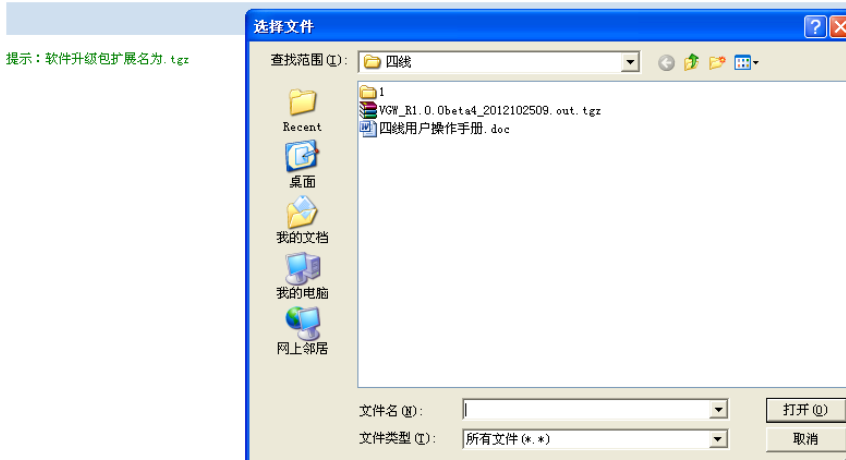 选择文件
提示：软件升级包扩展名为.tgz
查找范围(I):
四线
1
VGW_R1.0.0beta4_2012102509.out.tgz
四线用户操作手册.doc
Recent
桌面
我的文档
我的电脑
网上邻居
文件名(N):
打开(O)
文件类型(T):
所有文件(*.*)
取消